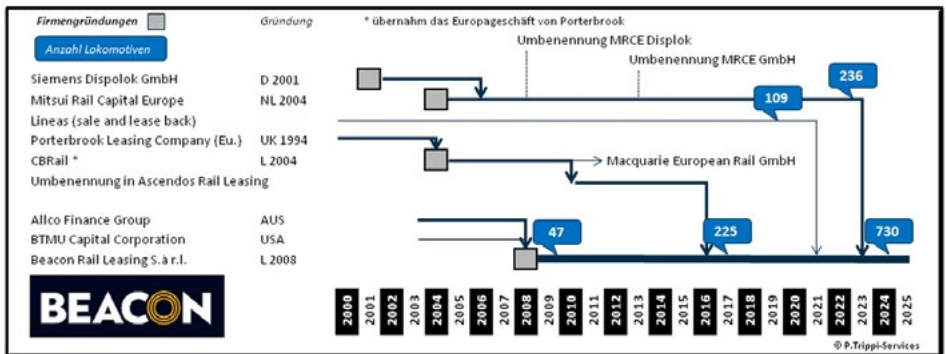 Firmengründungen Gründung * übernahm das Europageschäft von Porterbrook
Anzahl Lokomotiven
Umbenennung MRCE Displok
Umbenennung MRCE GmbH
Siemens Dispolok GmbH D 2001
236
Mitsui Rail Capital Europe NL 2004
109
Lineas (sale and lease back)
Porterbrook Leasing Company (Eu.) UK 1994
CBRail * L 2004
Macquarie European Rail GmbH
Umbenennung in Ascendos Rail Leasing
Allco Finance Group AUS
47 225 730
BTMU Capital Corporation USA
Beacon Rail Leasing S.à r.l. L 2008
BEACON
2000 2001 2002 2003 2004 2005 2006 2007 2008 2009 2010 2011 2012 2013 2014 2015 2016 2017 2018 2019 2020 2021 2022 2023 2024 2025
© P.Trippi-Services